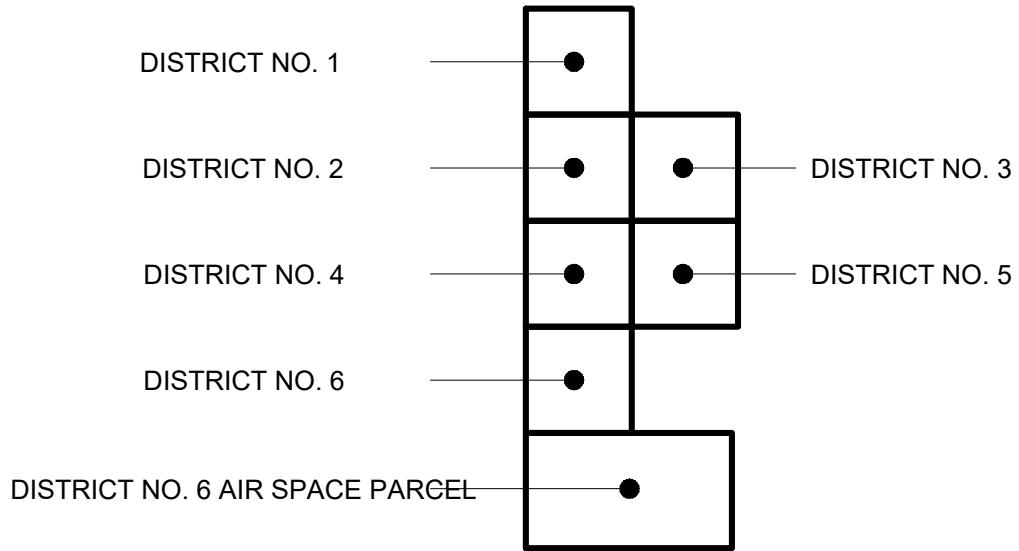 DISTRICT NO. 1
DISTRICT NO. 2
DISTRICT NO. 3
DISTRICT NO. 4
DISTRICT NO. 5
DISTRICT NO. 6
DISTRICT NO. 6 AIR SPACE PARCEL